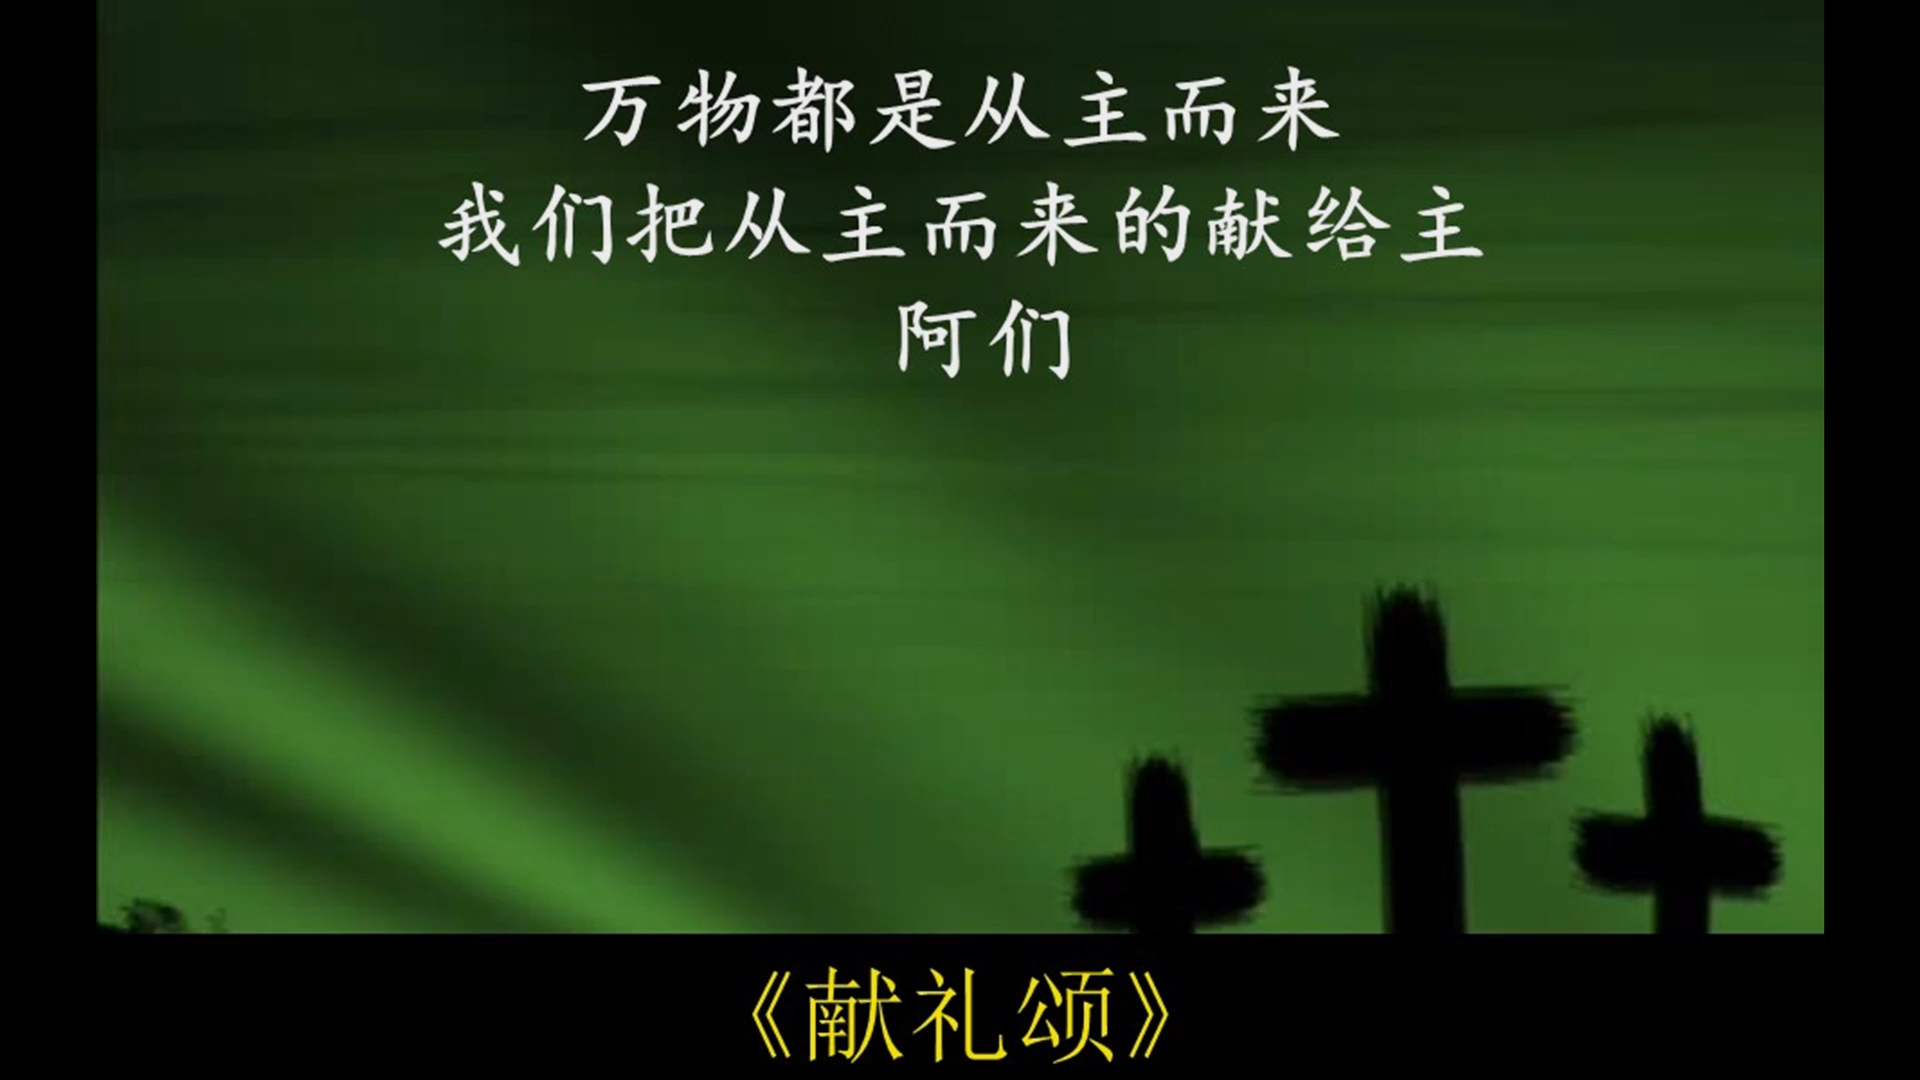 万物都是从主而来
我们把从主而来的献给主
阿们
《献礼颂》